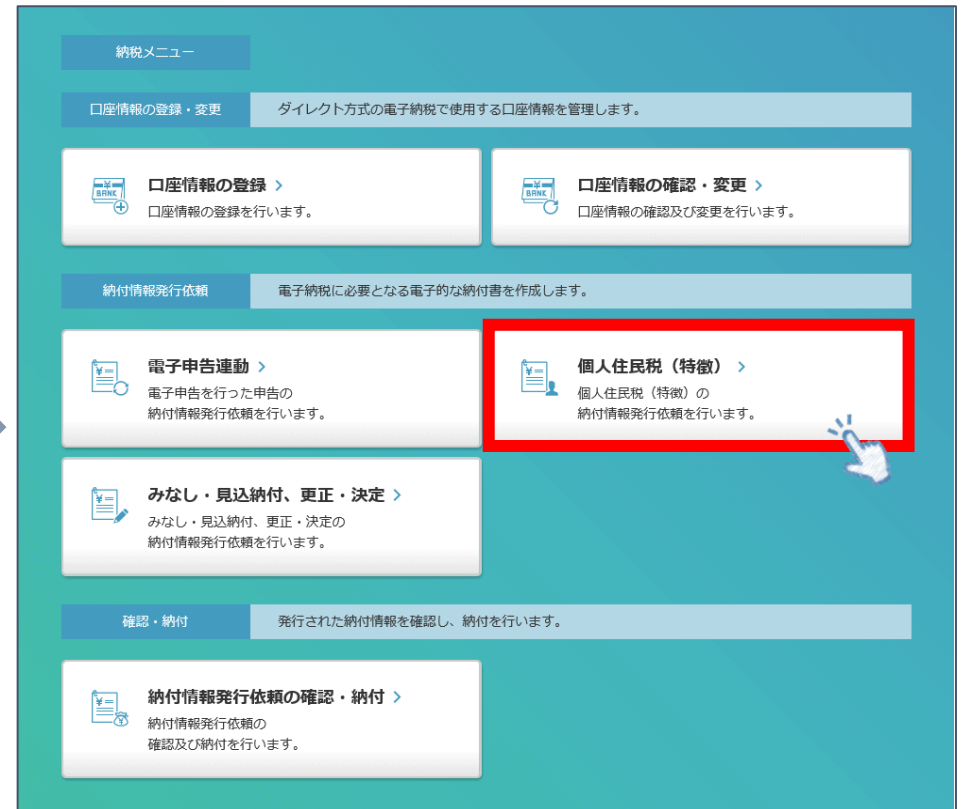 納税メニュー
口座情報の登録・変更 ダイレクト方式の電子納税で使用する口座情報を管理します。
口座情報の登録 >
口座情報の登録を行います。
口座情報の確認・変更 >
口座情報の確認及び変更を行います。
納付情報発行依頼 電子納税に必要となる電子的な納付書を作成します。
電子申告連動 >
電子申告を行った申告の
納付情報発行依頼を行います。
個人住民税（特徴） >
個人住民税（特徴）の
納付情報発行依頼を行います。
みなし・見込納付、更正・決定 >
みなし・見込納付、更正・決定の
納付情報発行依頼を行います。
確認・納付 発行された納付情報を確認し、納付を行います。
納付情報発行依頼の確認・納付 >
納付情報発行依頼の
確認及び納付を行います。
BANK
BANK